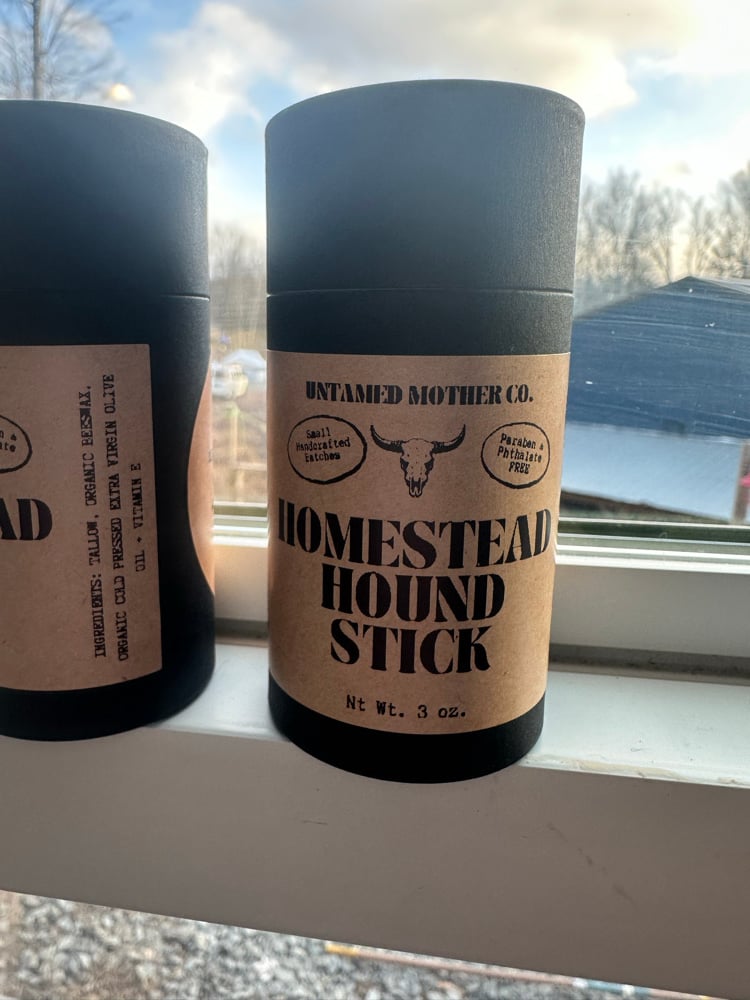 UNTAMED MOTHER CO.
Small
Handcrafted
Batches
Paraben &
Phthalate
FREE
HOMESTEAD
HOUND
STICK
Nt Wt. 3 oz.
INGREDIENTS: TALLOW, ORGANIC BEESWAX,
ORGANIC COLD PRESSED EXTRA VIRGIN OLIVE
OIL + VITAMIN E